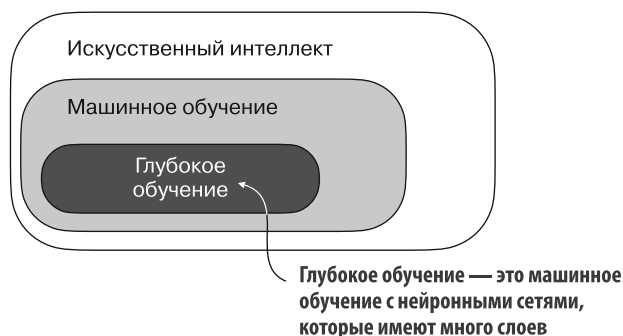 Искусственный интеллект
Машинное обучение
Глубокое
обучение
Глубокое обучение — это машинное
обучение с нейронными сетями,
которые имеют много слоев